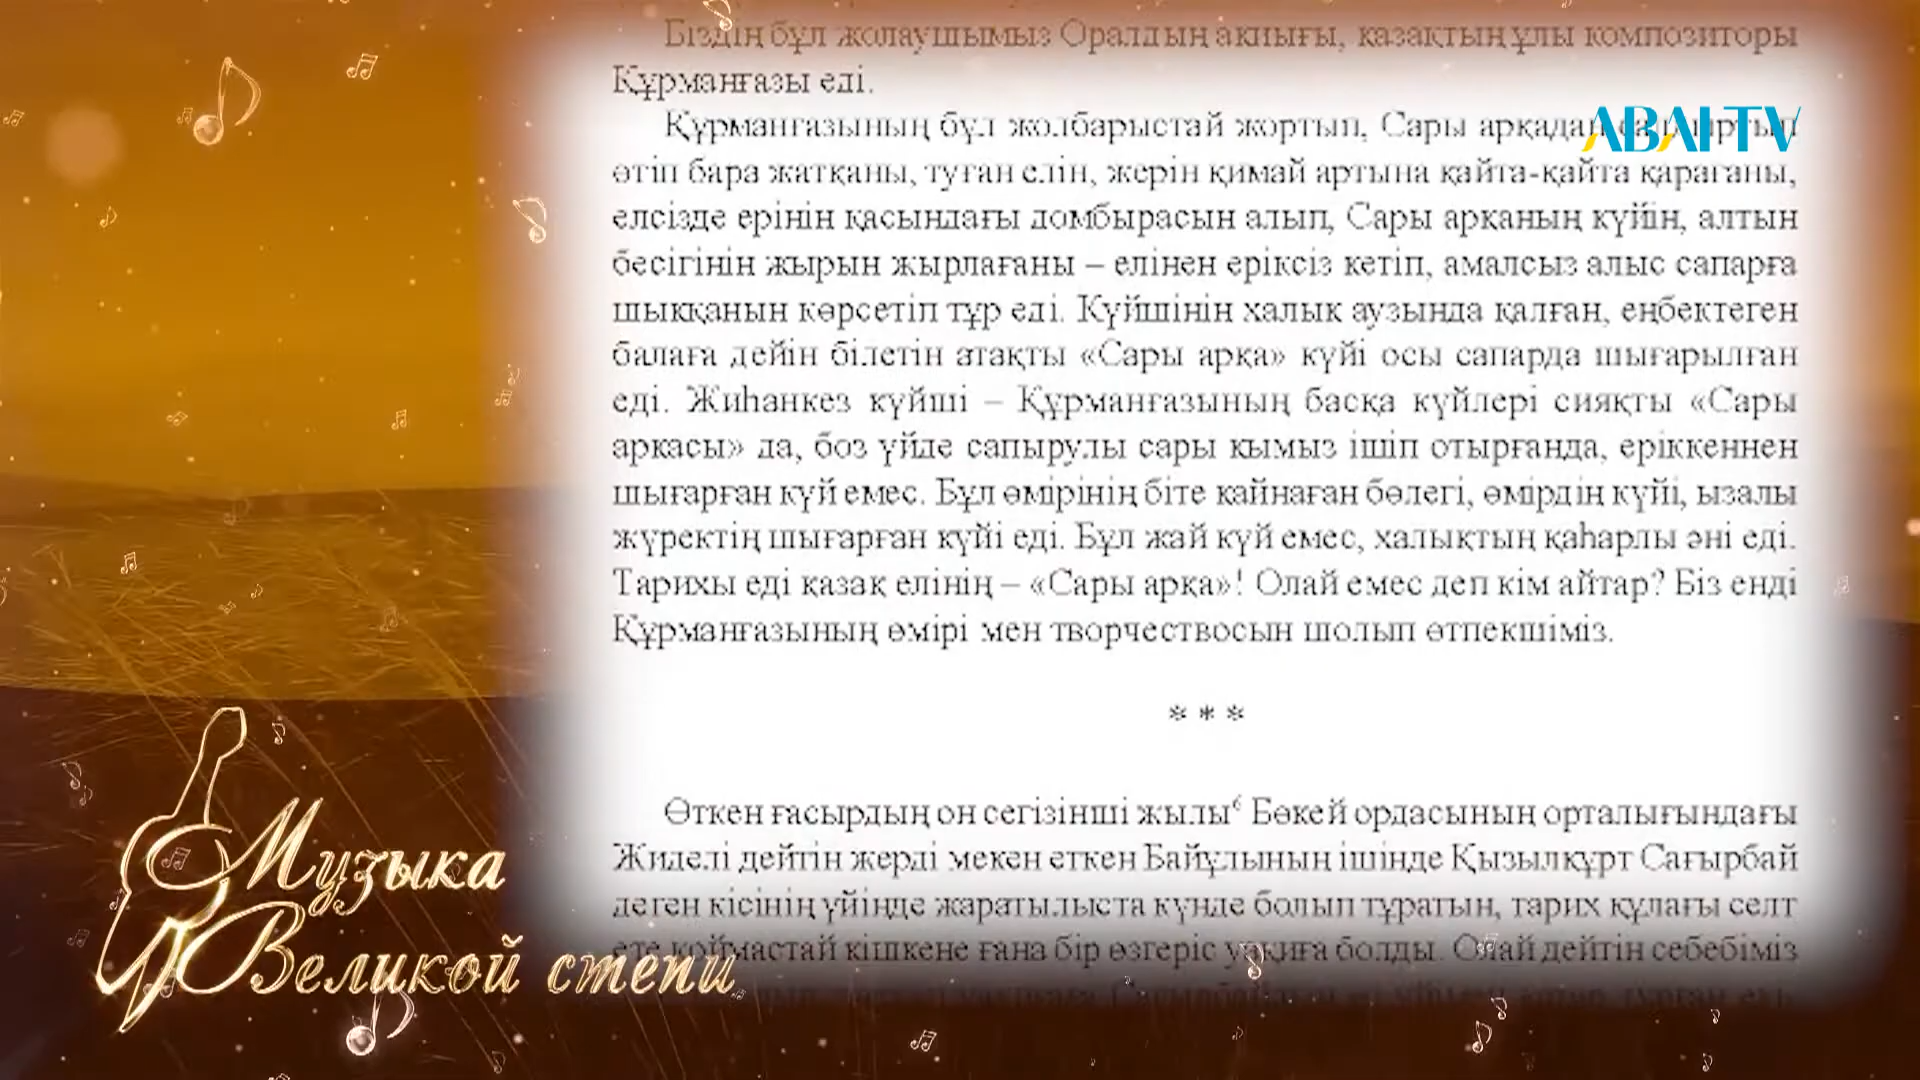 Біздің бұл жолаушымыз Оралдың ақиығы, қазақтың ұлы композиторы
Құрманғазы еді.
Құрманғазының бұл жолбарыстай жортып, Сары арқадан
ABAI TV
өтіп бара жатқаны, туған елін, жерін қимай артына қайта-қайта қарағаны,
елсізде ерінің қасындағы домбырасын алып, Сары арқаның күйін, алтын
бесігінің жырын жырлағаны – елінен еріксіз кетіп, амалсыз алыс сапарға
шыққанын көрсетіп тұр еді. Күйшінің халық аузында қалған, еңбектеген
балаға дейін білетін атақты «Сары арқа» күйі осы сапарда шығарылған
еді. Жиһанкез күйші – Құрманғазының басқа күйлері сияқты «Сары
арқасы» да, боз үйде сапырулы сары қымыз ішіп отырғанда, еріккеннен
шығарған күй емес. Бұл өмірінің біте қайнаған бөлегі, өмірдің күйі, ызалы
жүректің шығарған күйі еді. Бұл жай күй емес, халықтың қаһарлы әні еді.
Тарихы еді қазақ елінің – «Сары арқа»! Олай емес деп кім айтар? Біз енді
Құрманғазының өмірі мен творчествосын шолып өтпекшіміз.
* * *
Өткен ғасырдың он сегізінші жылы⁶ Бөкей ордасының орталығындағы
Жиделі дейтін жерді мекен еткен Байұлының ішінде Қызылқұрт Сағырбай
деген кісінің үйінде жаратылыста күнде болып тұратын, тарих құлағы селт
ете қоймастай кішкене ғана бір өзгеріс уақиға болды. Олай дейтін себебіміз
Музыка
Великой степи